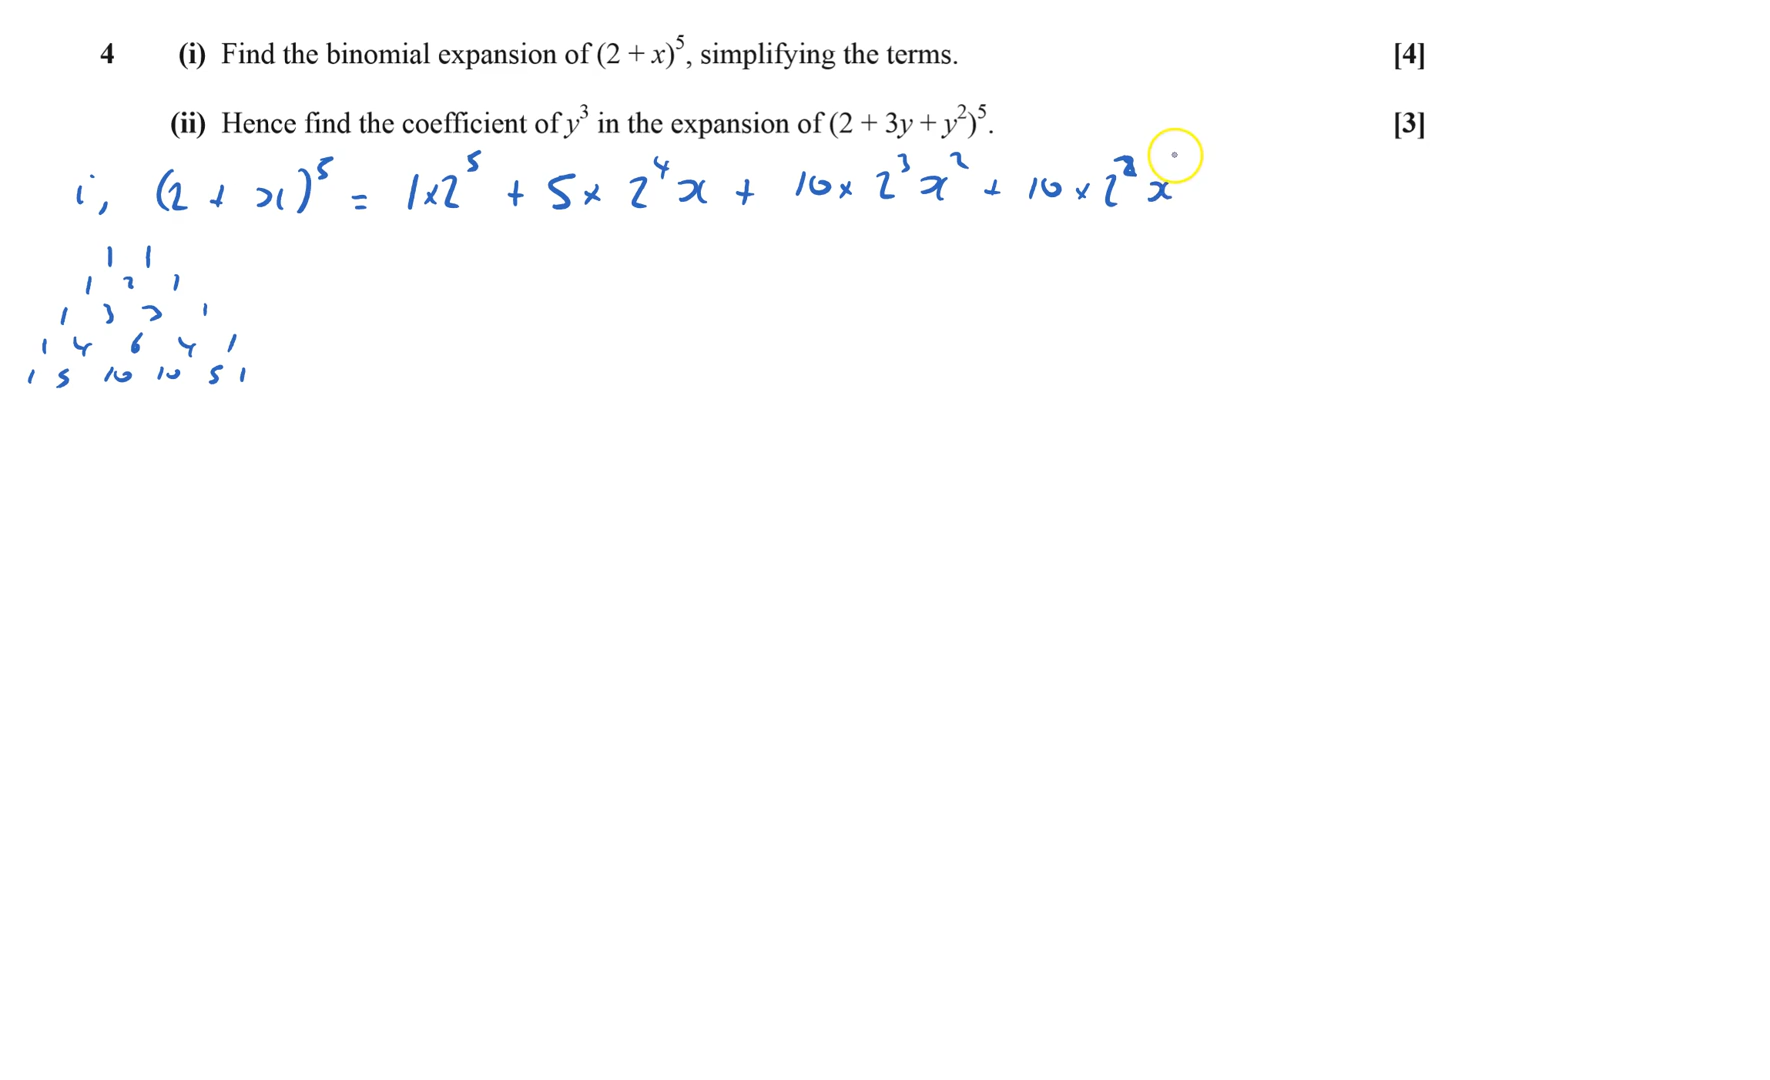 4 (i) Find the binomial expansion of (2 + x)⁵, simplifying the terms. [4]
(ii) Hence find the coefficient of y³ in the expansion of (2 + 3y + y²)⁵. [3]
i, (2 + x)⁵ = 1×2⁵ + 5×2⁴x + 10×2³x² + 10×2²x
1 1
1 2 1
1 3 3 1
1 4 6 4 1
1 5 10 10 5 1